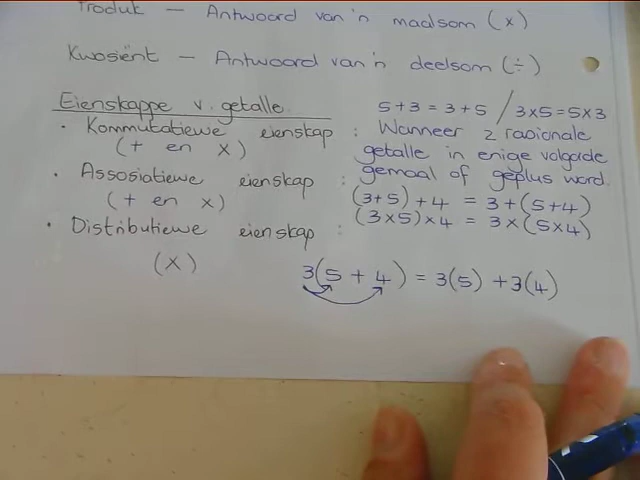 Produk – Antwoord van 'n maalsom (x)
Kwosiënt – Antwoord van 'n deelsom (÷)
Eienskappe v. getalle
5 + 3 = 3 + 5 / 3x5 = 5x3
• Kommutatiewe eienskap : Wanneer 2 rasionale
(+ en x) getalle in enige volgorde
gemaal of geplus word.
• Assosiatiewe eienskap :
(+ en x) (3+5) + 4 = 3 + (5+4)
(3x5) x 4 = 3 x (5x4)
• Distributiewe eienskap :
(x) 3(5 + 4) = 3(5) + 3(4)